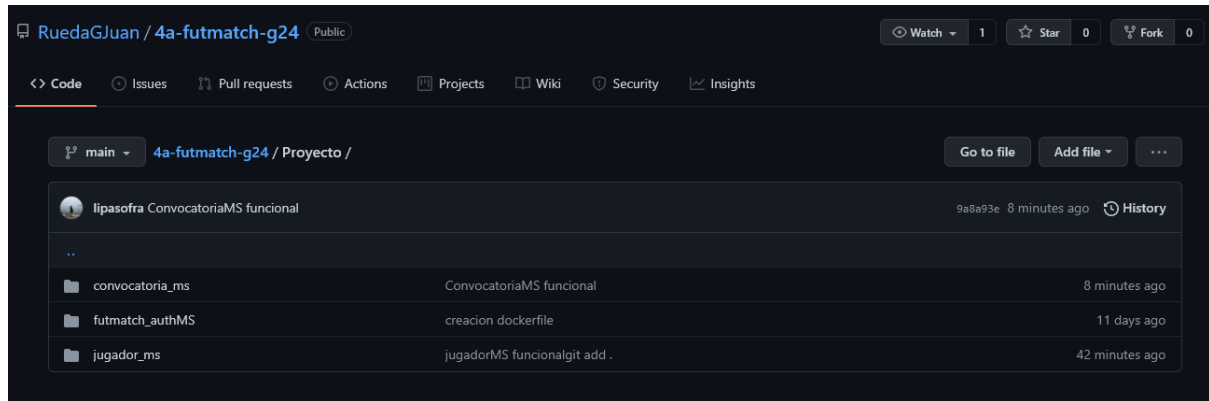 RuedaGJuan / 4a-futmatch-g24 Public Watch 1 Star 0 Fork 0
Code Issues Pull requests Actions Projects Wiki Security Insights
main 4a-futmatch-g24 / Proyecto / Go to file Add file ...
lipasofra ConvocatoriaMS funcional 9a8a93e 8 minutes ago History
..
convocatoria_ms ConvocatoriaMS funcional 8 minutes ago
futmatch_authMS creacion dockerfile 11 days ago
jugador_ms jugadorMS funcionalgit add . 42 minutes ago